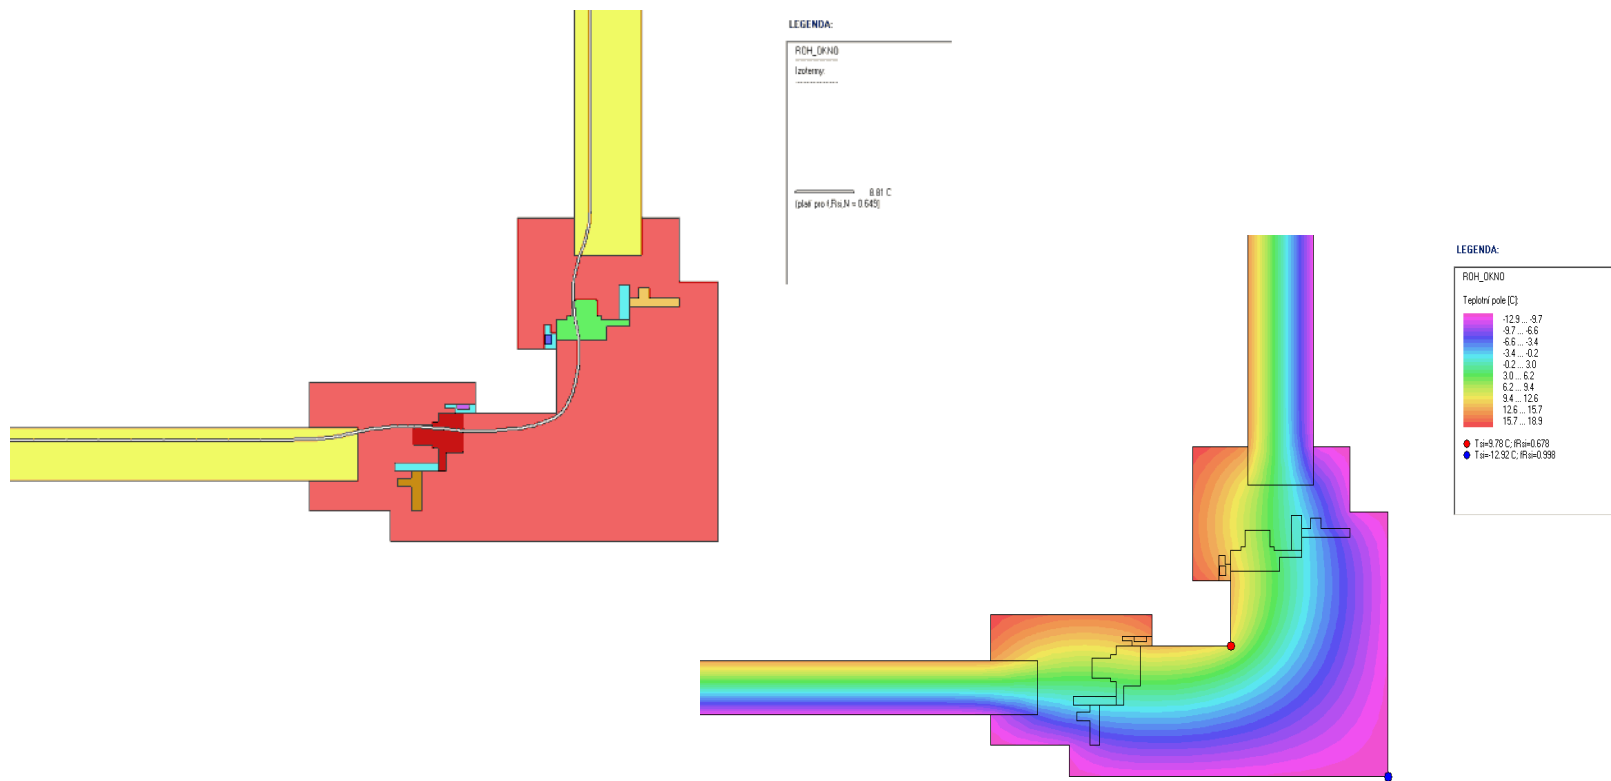 LEGENDA:
ROH_OKNO
Izotermy:
8.81 C
(platí pro f,Rsi,N = 0.649)
LEGENDA:
ROH_OKNO
Teplotní pole [C]:
-12.9 ... -9.7
-9.7 ... -6.6
-6.6 ... -3.4
-3.4 ... -0.2
-0.2 ... 3.0
3.0 ... 6.2
6.2 ... 9.4
9.4 ... 12.6
12.6 ... 15.7
15.7 ... 18.9
Tsi=9.78 C; fRsi=0.678
Tsi=-12.92 C; fRsi=0.998